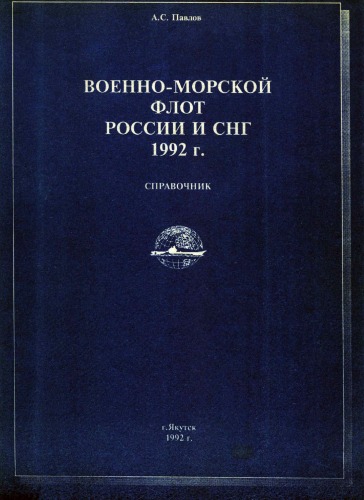 А.С. Павлов
ВОЕННО-МОРСКОЙ
ФЛОТ
РОССИИ И СНГ
1992 г.
СПРАВОЧНИК
г.Якутск
1992 г.